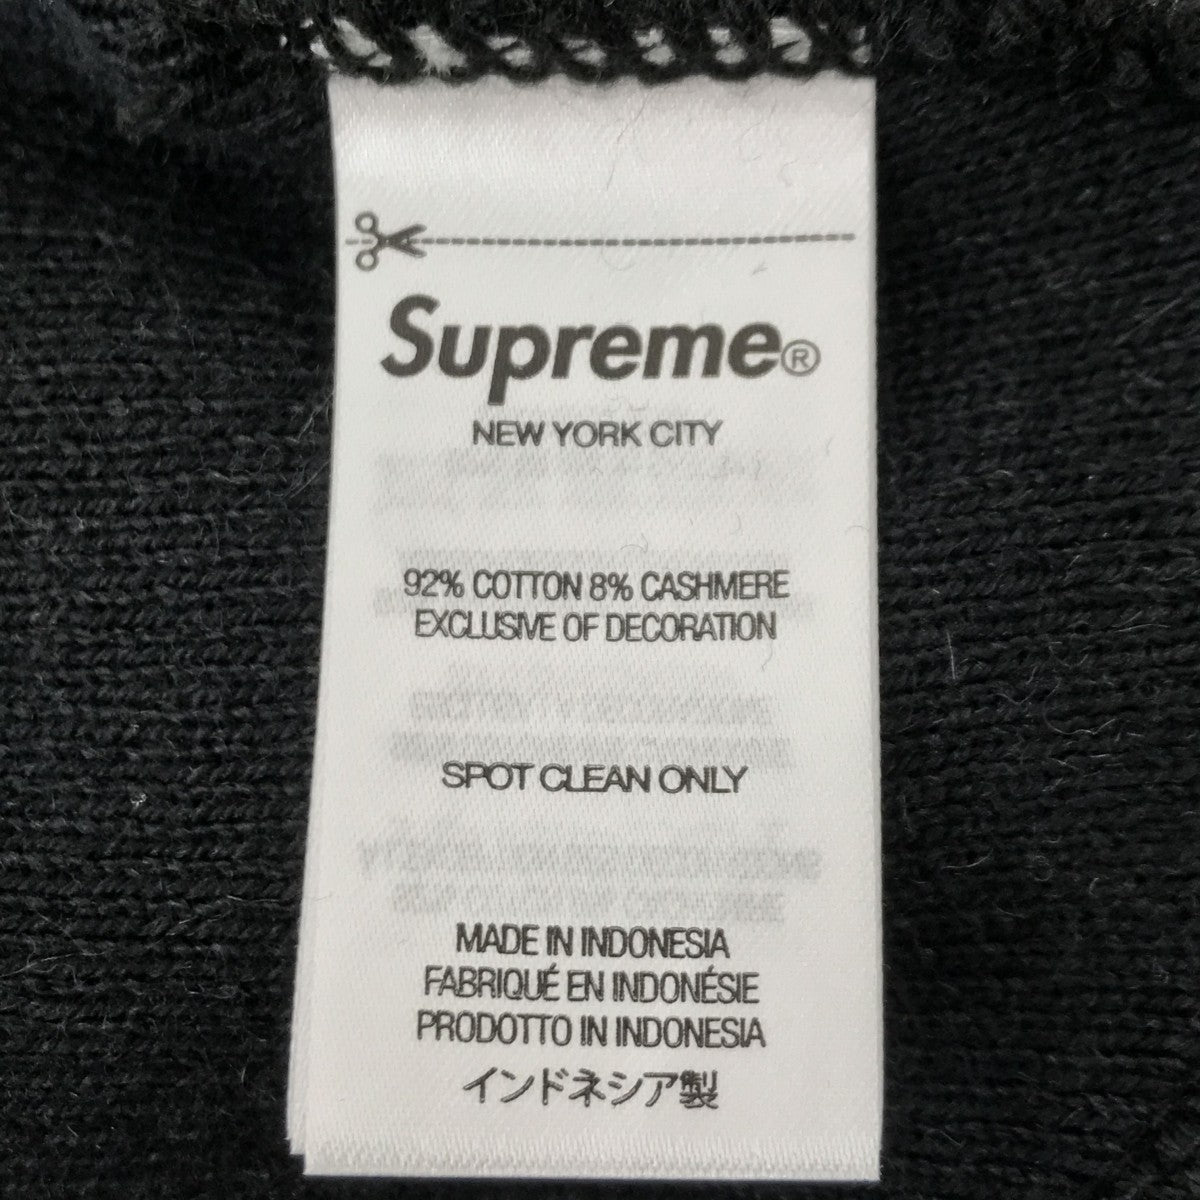 Supreme®
NEW YORK CITY
92% COTTON 8% CASHMERE
EXCLUSIVE OF DECORATION
SPOT CLEAN ONLY
MADE IN INDONESIA
FABRIQUÉ EN INDONÉSIE
PRODOTTO IN INDONESIA
インドネシア製